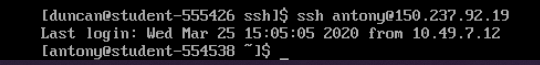 [duncan@student-555426 ssh]$ ssh antony@150.237.92.19
Last login: Wed Mar 25 15:05:05 2020 from 10.49.7.12
[antony@student-554538 ~]$ _